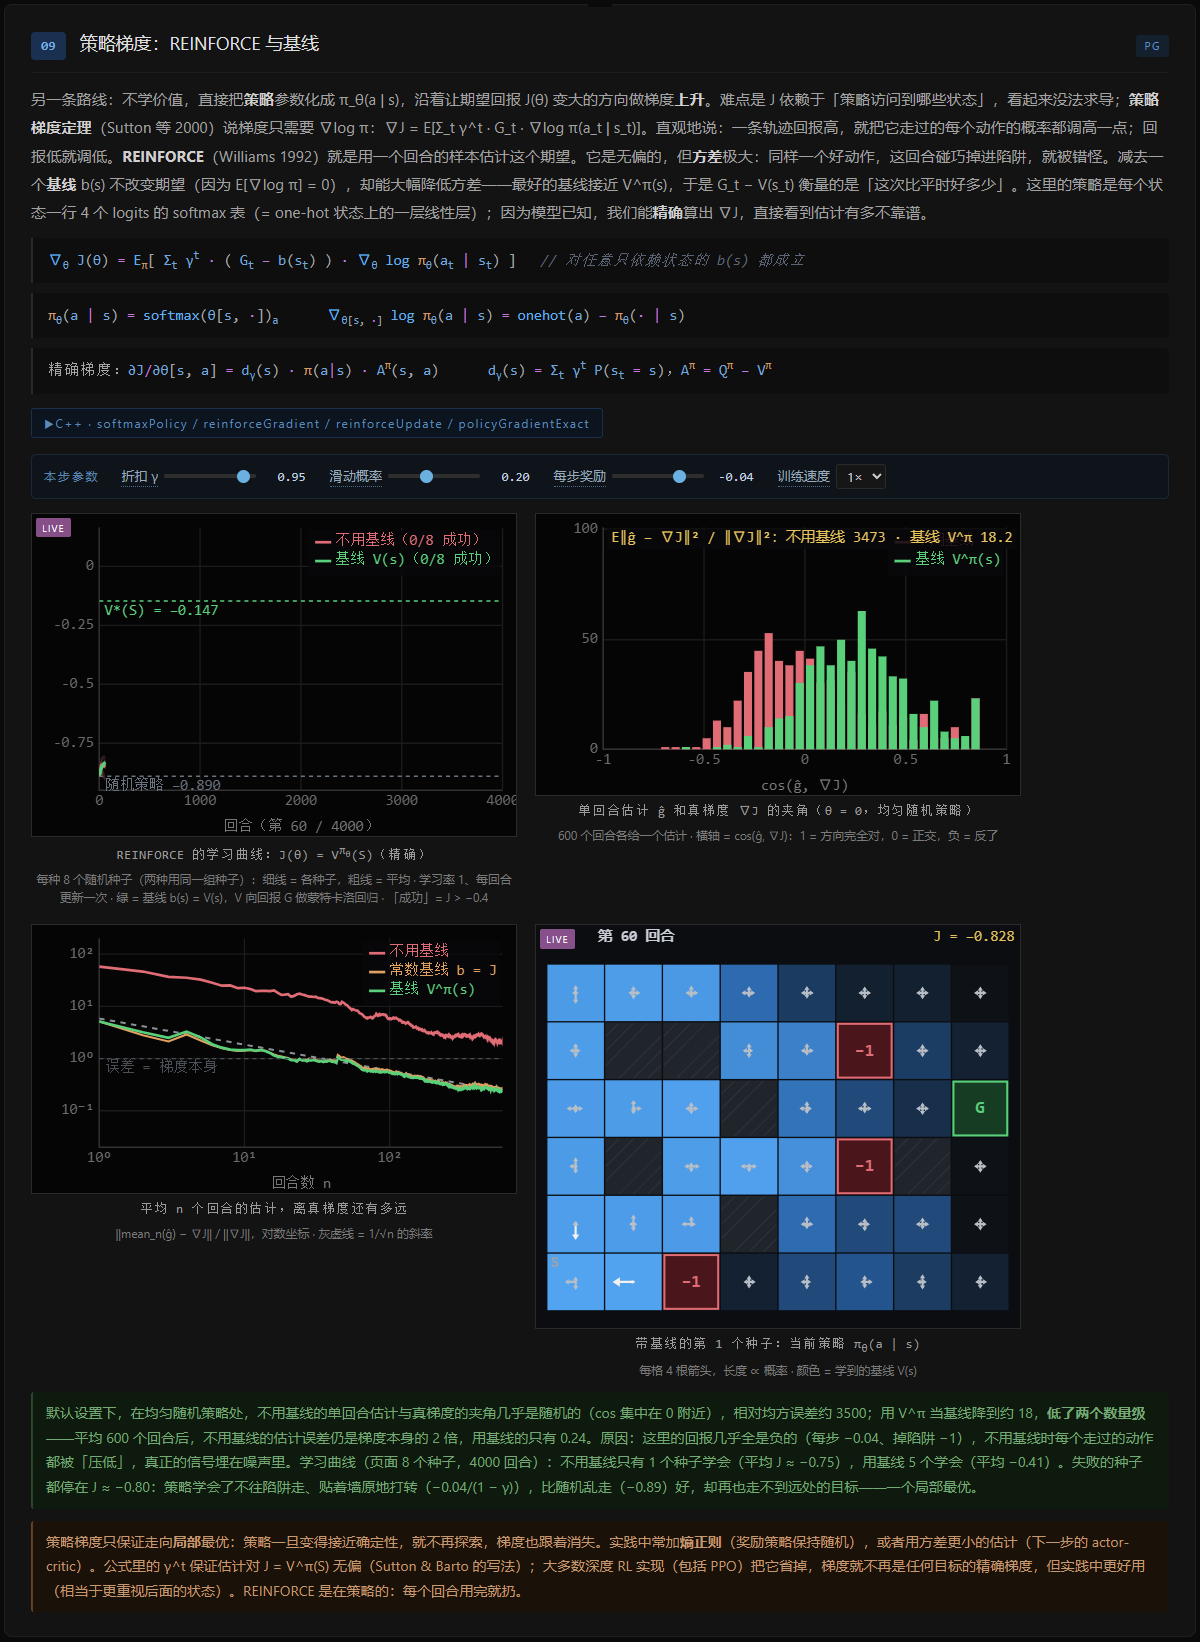 09 策略梯度：REINFORCE 与基线 PG
另一条路线：不学价值，直接把策略参数化成 π_θ(a | s)，沿着让期望回报 J(θ) 变大的方向做梯度上升。难点是 J 依赖于「策略访问到哪些状态」，看起来没法求导；策略
梯度定理（Sutton 等 2000）说梯度只需要 ∇log π：∇J = E[Σ_t γ^t · G_t · ∇log π(a_t | s_t)]。直观地说：一条轨迹回报高，就把它走过的每个动作的概率都调高一点；回
报低就调低。REINFORCE（Williams 1992）就是用一个回合的样本估计这个期望。它是无偏的，但方差极大：同样一个好动作，这回合碰巧掉进陷阱，就被错怪。减去一
个基线 b(s) 不改变期望（因为 E[∇log π] = 0），却能大幅降低方差——最好的基线接近 V^π(s)，于是 G_t − V(s_t) 衡量的是「这次比平时好多少」。这里的策略是每个状
态一行 4 个 logits 的 softmax 表（= one-hot 状态上的一层线性层）；因为模型已知，我们能精确算出 ∇J，直接看到估计有多不靠谱。
∇θ J(θ) = Eπ[ Σt γ^t · ( Gt − b(st) ) · ∇θ log πθ(at | st) ] // 对任意只依赖状态的 b(s) 都成立
πθ(a | s) = softmax(θ[s, ·])a ∇θ[s, ·] log πθ(a | s) = onehot(a) − πθ(· | s)
精确梯度：∂J/∂θ[s, a] = dγ(s) · π(a|s) · A^π(s, a) dγ(s) = Σt γ^t P(st = s)，A^π = Q^π − V^π
▶C++ · softmaxPolicy / reinforceGradient / reinforceUpdate / policyGradientExact
本步参数 折扣 γ 0.95 滑动概率 0.20 每步奖励 -0.04 训练速度 1×
LIVE
不用基线（0/8 成功）
基线 V(s)（0/8 成功）
0
V*(S) = −0.147
-0.25
-0.5
-0.75
随机策略 −0.890
0 1000 2000 3000 4000
回合（第 60 / 4000）
REINFORCE 的学习曲线：J(θ) = V^πθ(S)（精确）
每种 8 个随机种子（两种用同一组种子）：细线 = 各种子，粗线 = 平均 · 学习率 1、每回合
更新一次 · 绿 = 基线 b(s) = V(s)，V 向回报 G 做蒙特卡洛回归 · 「成功」= J > −0.4
100
E‖ĝ − ∇J‖² / ‖∇J‖²: 不用基线 3473 · 基线 V^π 18.2
基线 V^π(s)
50
0
-1 -0.5 0 0.5 1
cos(ĝ, ∇J)
单回合估计 ĝ 和真梯度 ∇J 的夹角（θ = 0，均匀随机策略）
600 个回合各给一个估计 · 横轴 = cos(ĝ, ∇J)：1 = 方向完全对，0 = 正交，负 = 反了
不用基线
常数基线 b = J
基线 V^π(s)
10²
10¹
10⁰
误差 = 梯度本身
10⁻¹
10⁰ 10¹ 10²
回合数 n
平均 n 个回合的估计，离真梯度还有多远
‖mean_n(ĝ) − ∇J‖ / ‖∇J‖，对数坐标 · 灰虚线 = 1/√n 的斜率
LIVE 第 60 回合 J = −0.828
-1
G
-1
S
-1
带基线的第 1 个种子：当前策略 πθ(a | s)
每格 4 根箭头，长度 ∝ 概率 · 颜色 = 学到的基线 V(s)
默认设置下，在均匀随机策略处，不用基线的单回合估计与真梯度的夹角几乎是随机的（cos 集中在 0 附近），相对均方误差约 3500；用 V^π 当基线降到约 18，低了两个数量级
——平均 600 个回合后，不用基线的估计误差仍是梯度本身的 2 倍，用基线的只有 0.24。原因：这里的回报几乎全是负的（每步 −0.04、掉陷阱 −1），不用基线时每个走过的动作
都被「压低」，真正的信号埋在噪声里。学习曲线（页面 8 个种子，4000 回合）：不用基线只有 1 个种子学会（平均 J ≈ −0.75），用基线 5 个学会（平均 −0.41）。失败的种子
都停在 J ≈ −0.80：策略学会了不往陷阱走、贴着墙原地打转（−0.04/(1 − γ)），比随机乱走（−0.89）好，却再也走不到远处的目标——一个局部最优。
策略梯度只保证走向局部最优：策略一旦变得接近确定性，就不再探索，梯度也跟着消失。实践中常加熵正则（奖励策略保持随机），或者用方差更小的估计（下一步的 actor-
critic）。公式里的 γ^t 保证估计对 J = V^π(S) 无偏（Sutton & Barto 的写法）；大多数深度 RL 实现（包括 PPO）把它省掉，梯度就不再是任何目标的精确梯度，但实践中更好用
（相当于更重视后面的状态）。REINFORCE 是在策略的：每个回合用完就扔。